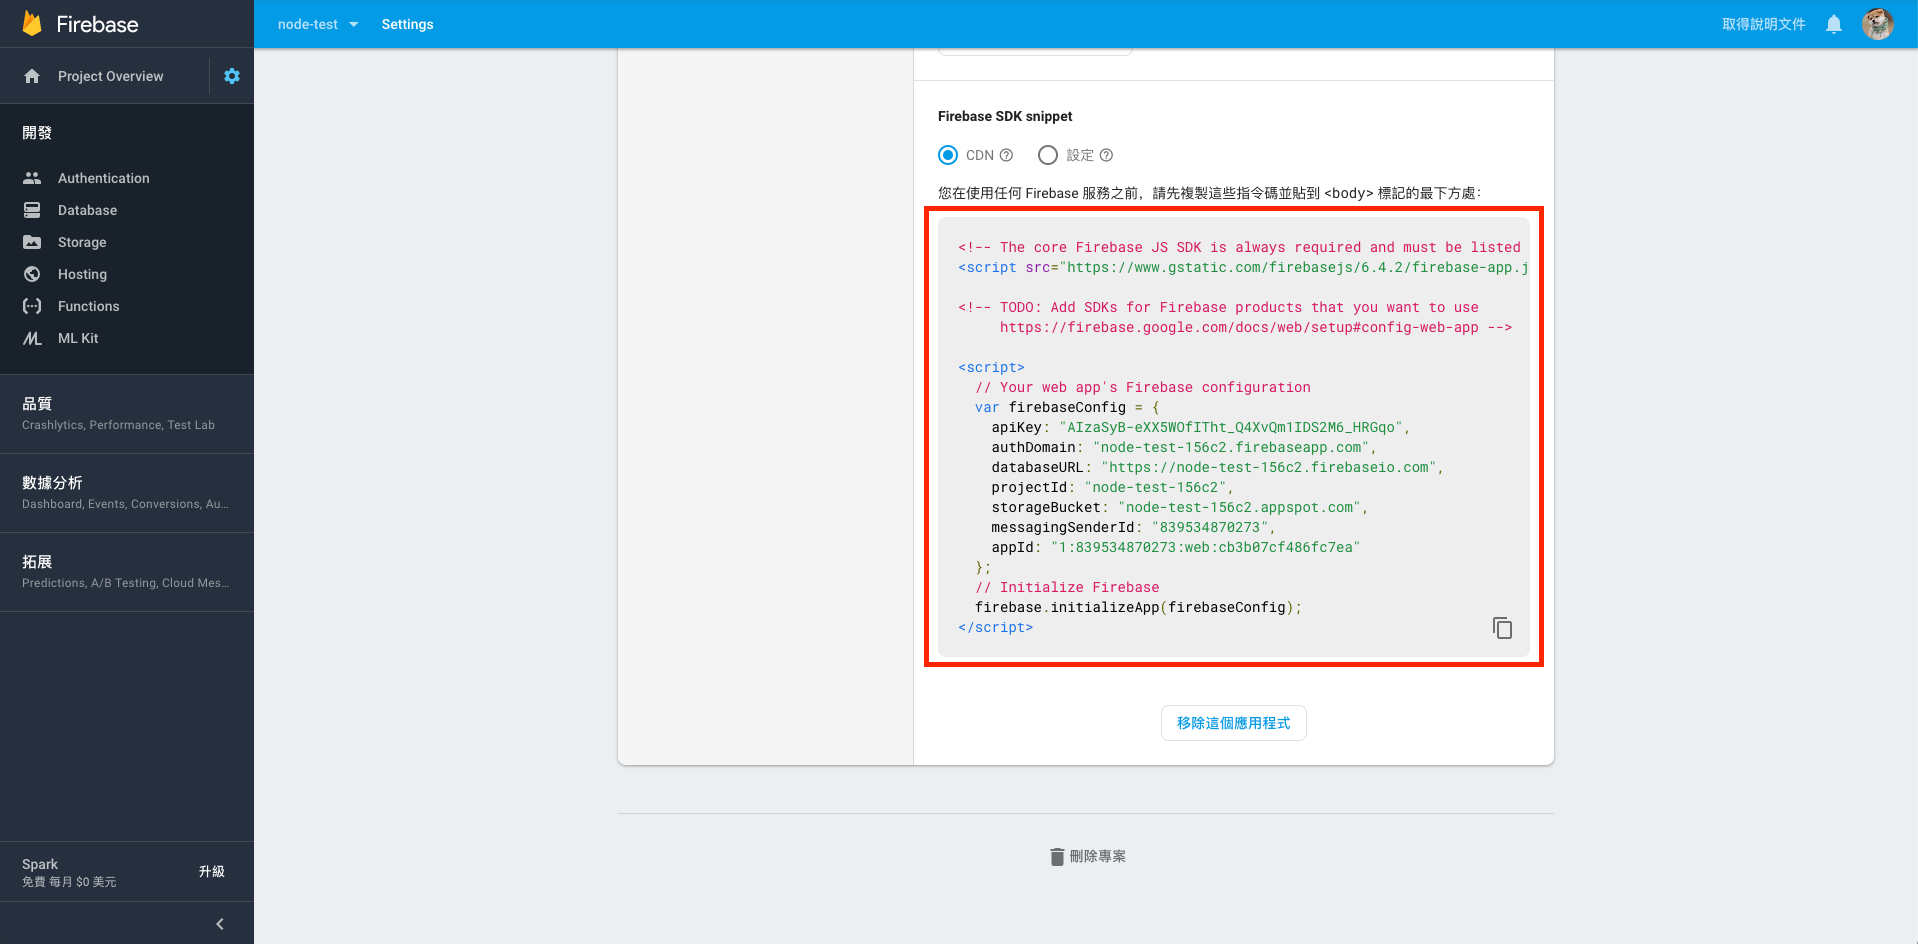 Firebase
node-test
Settings
取得說明文件
Project Overview
開發
Authentication
Database
Storage
Hosting
Functions
ML Kit
品質
Crashlytics, Performance, Test Lab
數據分析
Dashboard, Events, Conversions, Au...
拓展
Predictions, A/B Testing, Cloud Mes...
Spark
免費 每月 $0 美元
升級
Firebase SDK snippet
CDN
設定
您在使用任何 Firebase 服務之前，請先複製這些指令碼並貼到 <body> 標記的最下方處：
<!-- The core Firebase JS SDK is always required and must be listed
<script src="https://www.gstatic.com/firebasejs/6.4.2/firebase-app.j
<!-- TODO: Add SDKs for Firebase products that you want to use
https://firebase.google.com/docs/web/setup#config-web-app -->
<script>
// Your web app's Firebase configuration
var firebaseConfig = {
apiKey: "AIzaSyB-eXX5WOfITht_Q4XvQm1IDS2M6_HRGqo",
authDomain: "node-test-156c2.firebaseapp.com",
databaseURL: "https://node-test-156c2.firebaseio.com",
projectId: "node-test-156c2",
storageBucket: "node-test-156c2.appspot.com",
messagingSenderId: "839534870273",
appId: "1:839534870273:web:cb3b07cf486fc7ea"
};
// Initialize Firebase
firebase.initializeApp(firebaseConfig);
</script>
移除這個應用程式
刪除專案